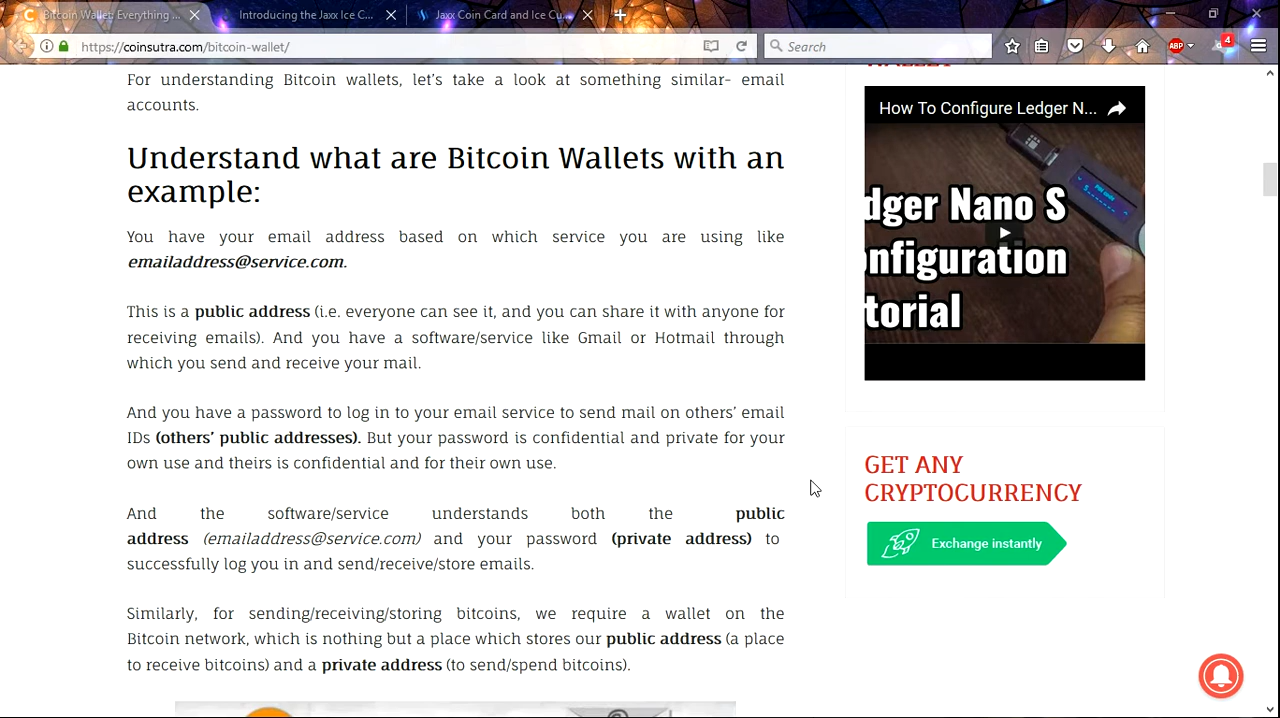 Bitcoin Wallet: Everything ...
Introducing the Jaxx Ice C...
Jaxx Coin Card and Ice Cu...
https://coinsutra.com/bitcoin-wallet/
Search
ABP
4
For understanding Bitcoin wallets, let's take a look at something similar- email
accounts.
Understand what are Bitcoin Wallets with an
example:
You have your email address based on which service you are using like
emailaddress@service.com.
This is a public address (i.e. everyone can see it, and you can share it with anyone for
receiving emails). And you have a software/service like Gmail or Hotmail through
which you send and receive your mail.
And you have a password to log in to your email service to send mail on others' email
IDs (others' public addresses). But your password is confidential and private for your
own use and theirs is confidential and for their own use.
And the software/service understands both the public
address (emailaddress@service.com) and your password (private address) to
successfully log you in and send/receive/store emails.
Similarly, for sending/receiving/storing bitcoins, we require a wallet on the
Bitcoin network, which is nothing but a place which stores our public address (a place
to receive bitcoins) and a private address (to send/spend bitcoins).
How To Configure Ledger N...
dger Nano S
nfiguration
torial
GET ANY
CRYPTOCURRENCY
Exchange instantly